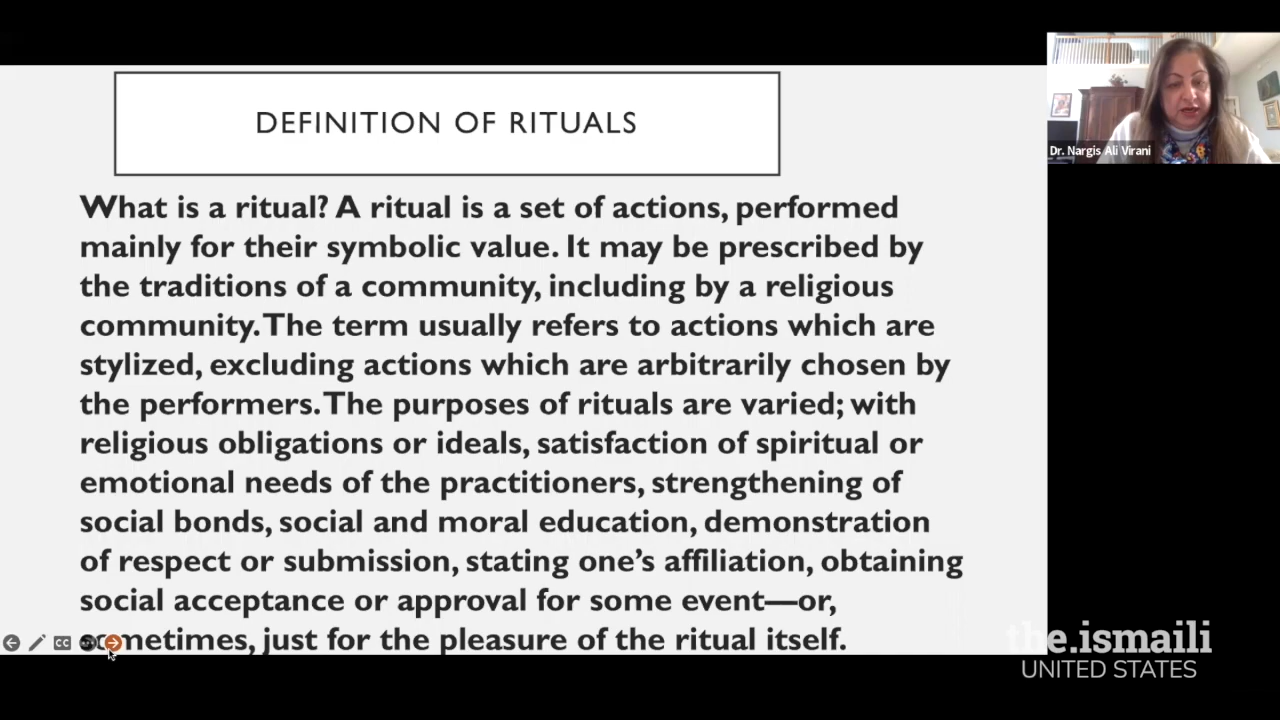 DEFINITION OF RITUALS
What is a ritual? A ritual is a set of actions, performed
mainly for their symbolic value. It may be prescribed by
the traditions of a community, including by a religious
community. The term usually refers to actions which are
stylized, excluding actions which are arbitrarily chosen by
the performers. The purposes of rituals are varied; with
religious obligations or ideals, satisfaction of spiritual or
emotional needs of the practitioners, strengthening of
social bonds, social and moral education, demonstration
of respect or submission, stating one's affiliation, obtaining
social acceptance or approval for some event—or,
sometimes, just for the pleasure of the ritual itself.
Dr. Nargis Ali Virani
CC
the.ismaili
UNITED STATES